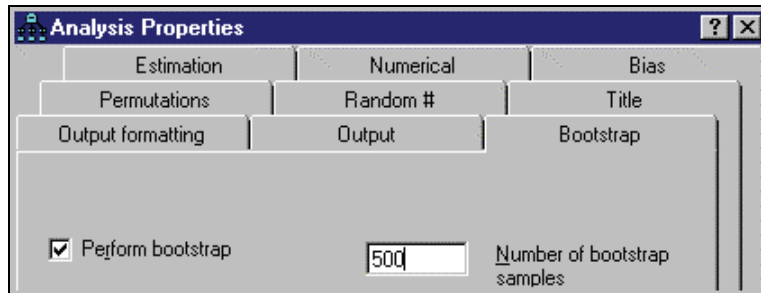 Analysis Properties
Estimation Numerical Bias
Permutations Random # Title
Output formatting Output Bootstrap
Perform bootstrap 500 Number of bootstrap
samples